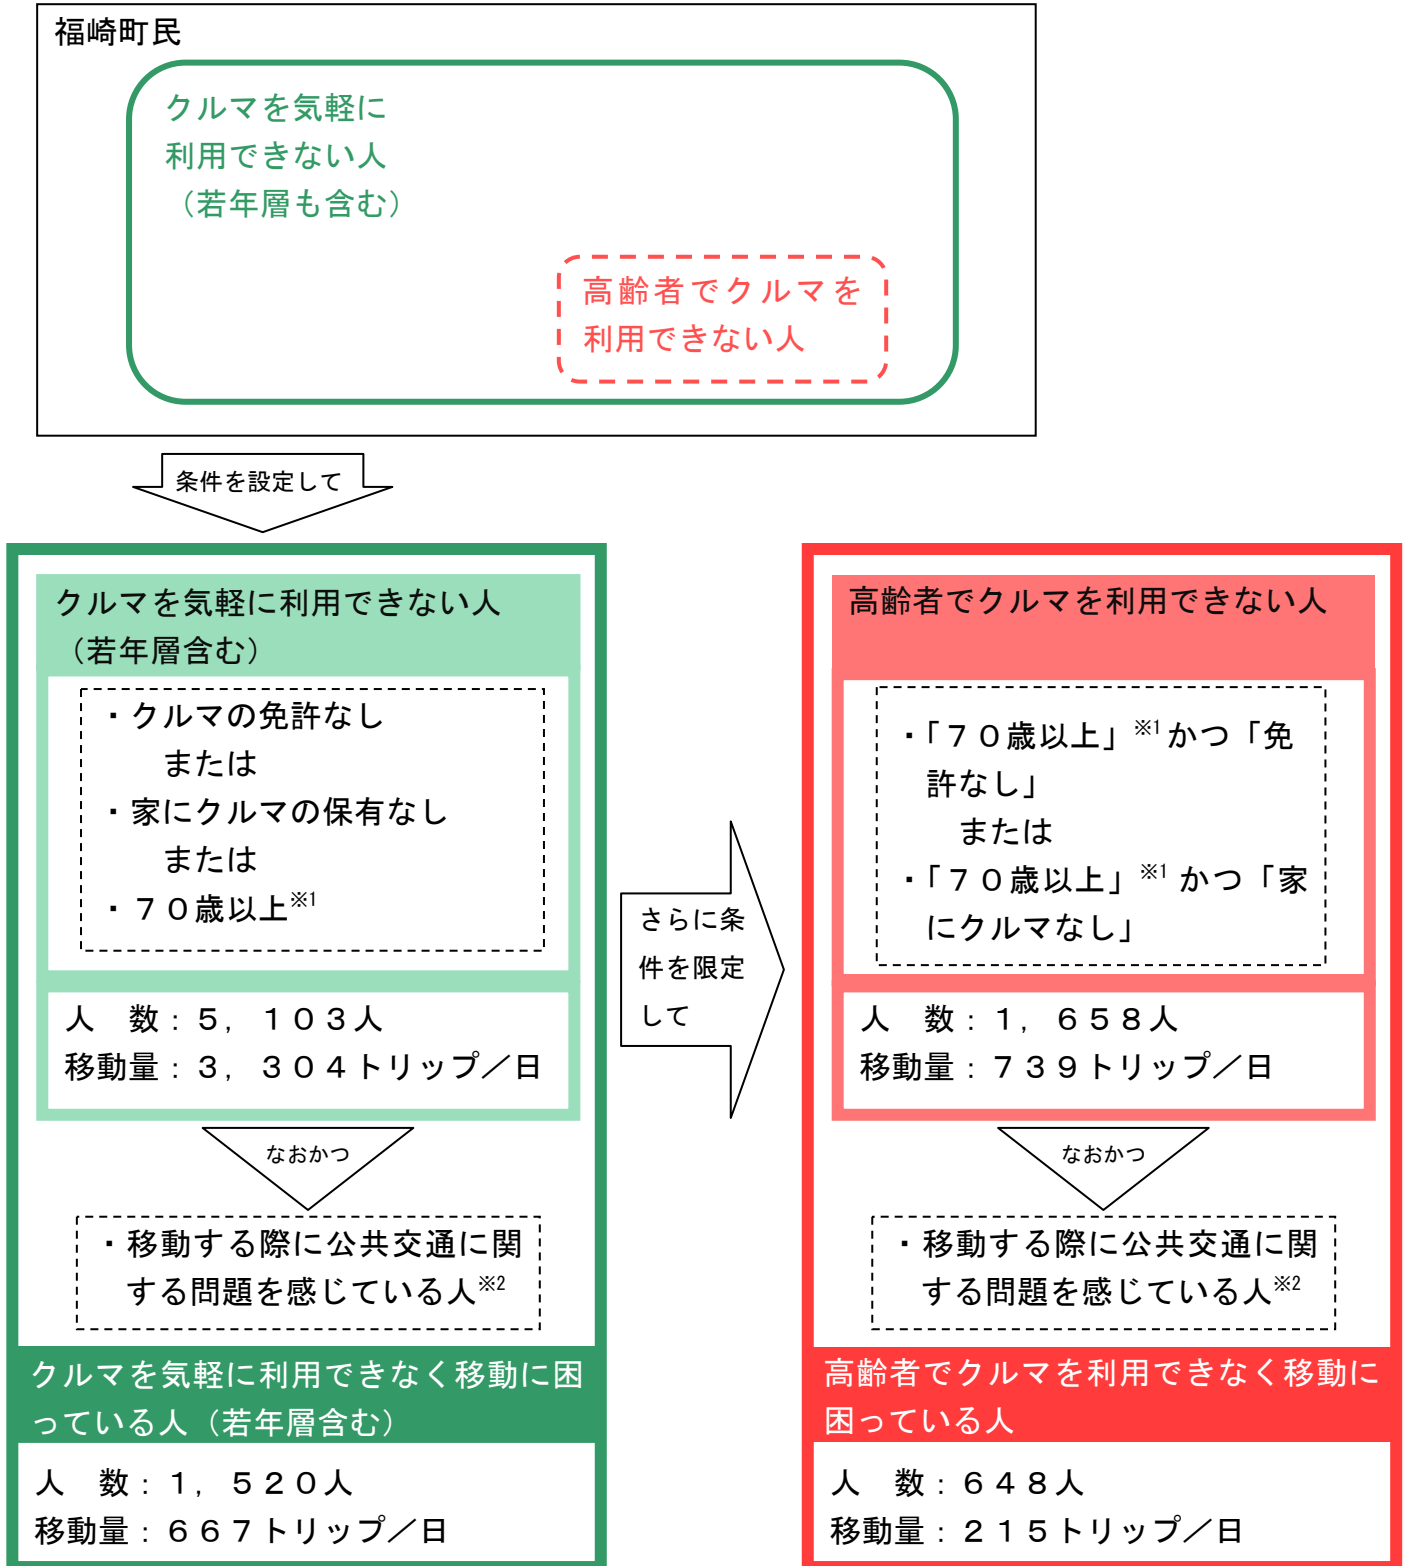 福崎町民
クルマを気軽に
利用できない人
（若年層も含む）
高齢者でクルマを
利用できない人
条件を設定して
クルマを気軽に利用できない人
（若年層含む）
・クルマの免許なし
または
・家にクルマの保有なし
または
・７０歳以上※1
人　数：５，１０３人
移動量：３，３０４トリップ／日
なおかつ
・移動する際に公共交通に関
する問題を感じている人※2
クルマを気軽に利用できなく移動に困
っている人（若年層含む）
人　数：１，５２０人
移動量：６６７トリップ／日
さらに条
件を限定
して
高齢者でクルマを利用できない人
・「７０歳以上」※1かつ「免
許なし」
または
・「７０歳以上」※1 かつ「家
にクルマなし」
人　数：１，６５８人
移動量：７３９トリップ／日
なおかつ
・移動する際に公共交通に関
する問題を感じている人※2
高齢者でクルマを利用できなく移動に
困っている人
人　数：６４８人
移動量：２１５トリップ／日